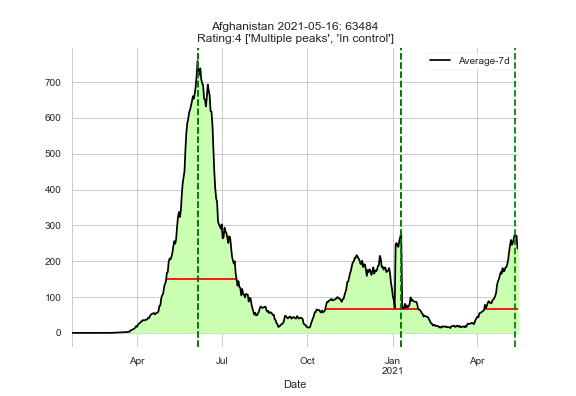 Afghanistan 2021-05-16: 63484
Rating:4 ['Multiple peaks', 'In control']
Average-7d
700
600
500
400
300
200
100
0
Apr
Jul
Oct
Jan
2021
Apr
Date